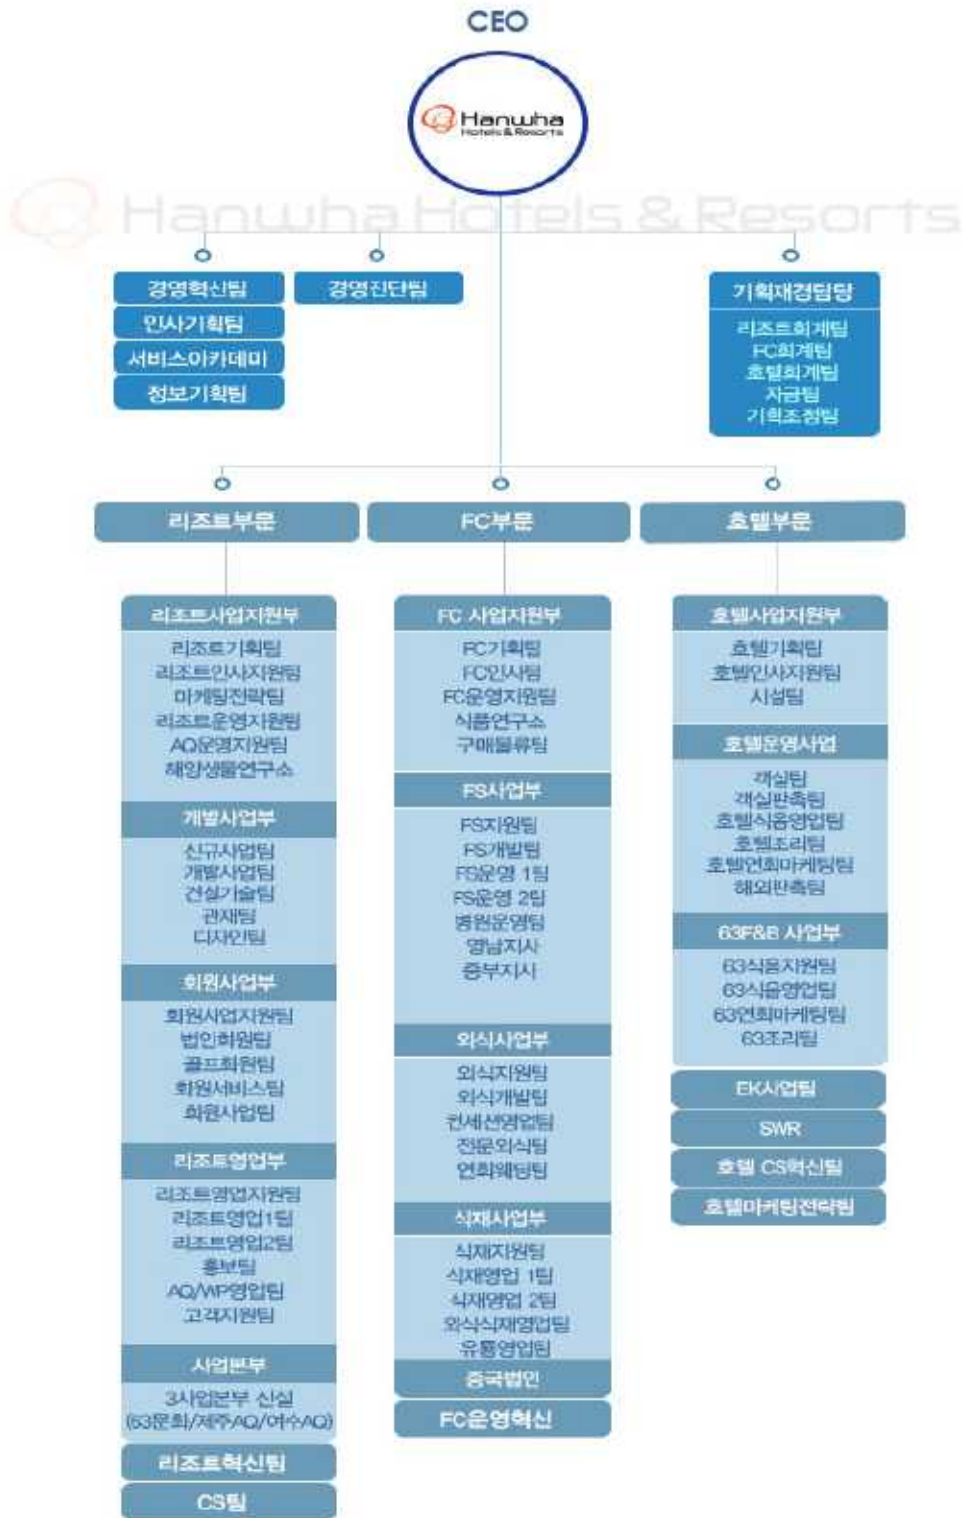 CEO
Hanwha
Hotels & Resorts
Hanwha Hotels & Resorts
경영혁신팀
인사기획팀
서비스아카데미
정보기획팀
경영진단팀
기획재경담당
리조트회계팀
FC회계팀
호텔회계팀
자금팀
기획조정팀
리조트부문
FC부문
호텔부문
리조트사업지원부
리조트기획팀
리조트인사지원팀
마케팅전략팀
리조트운영지원팀
AQ운영지원팀
해양생물연구소
개발사업부
신규사업팀
개발사업팀
건설기술팀
관재팀
디자인팀
회원사업부
회원사업지원팀
법인회원팀
골프회원팀
회원서비스팀
회원사업팀
리조트영업부
리조트영업지원팀
리조트영업1팀
리조트영업2팀
홍보팀
AQ/WP영업팀
고객지원팀
사업본부
3사업본부 신설
(63문화/제주AQ/여수AQ)
리조트혁신팀
CS팀
FC 사업지원부
FC기획팀
FC인사팀
FC운영지원팀
식품연구소
구매물류팀
FS사업부
FS지원팀
FS개발팀
FS운영 1팀
FS운영 2팀
병원운영팀
영남지사
중부지사
외식사업부
외식지원팀
외식개발팀
컨세션영업팀
전문외식팀
연회웨딩팀
식재사업부
식재지원팀
식재영업 1팀
식재영업 2팀
외식식재영업팀
유통영업팀
중국법인
FC운영혁신
호텔사업지원부
호텔기획팀
호텔인사지원팀
시설팀
호텔운영사업
객실팀
객실판촉팀
호텔식음영업팀
호텔조리팀
호텔연회마케팅팀
해외판촉팀
63F&B 사업부
63식음지원팀
63식음영업팀
63연회마케팅팀
63조리팀
EK사업팀
SWR
호텔 CS혁신팀
호텔마케팅전략팀